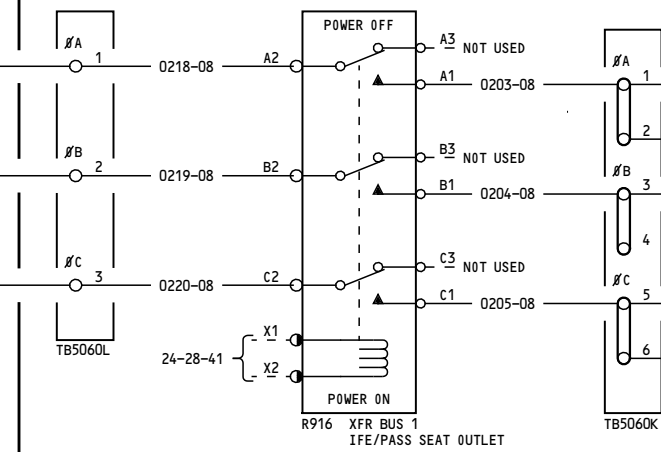 POWER OFF
ØA
1
0218-08
A2
A3
NOT USED
A1
0203-08
ØA
1
2
ØB
2
0219-08
B2
B3
NOT USED
B1
0204-08
ØB
3
4
ØC
3
0220-08
C2
C3
NOT USED
C1
0205-08
ØC
5
6
TB5060L
24-28-41
X1
X2
POWER ON
R916 XFR BUS 1
IFE/PASS SEAT OUTLET
TB5060K